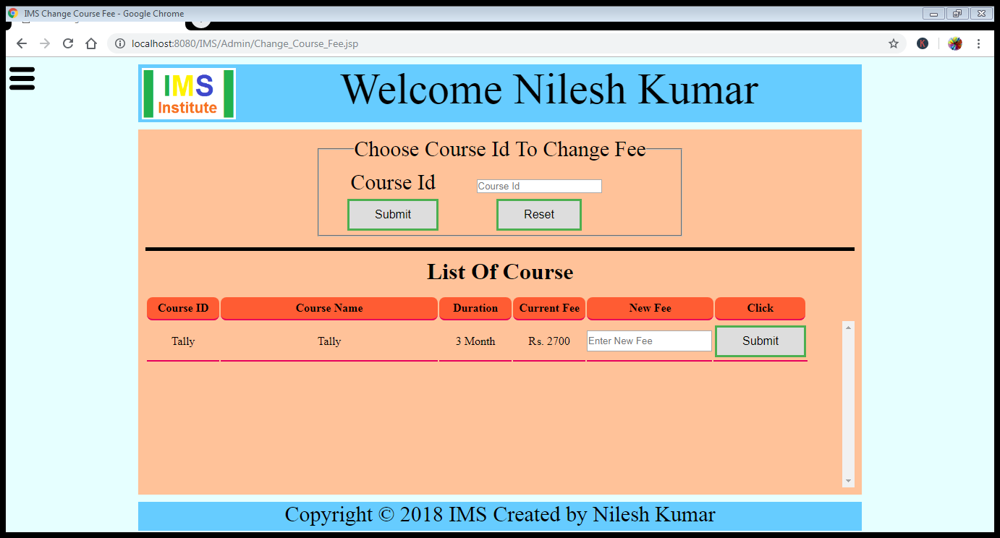 IMS Change Course Fee - Google Chrome
localhost:8080/IMS/Admin/Change_Course_Fee.jsp
K
IMS
Institute
Welcome Nilesh Kumar
Choose Course Id To Change Fee
Course Id Course Id
Submit Reset
List Of Course
Course ID Course Name Duration Current Fee New Fee Click
Tally Tally 3 Month Rs. 2700 Enter New Fee Submit
Copyright © 2018 IMS Created by Nilesh Kumar